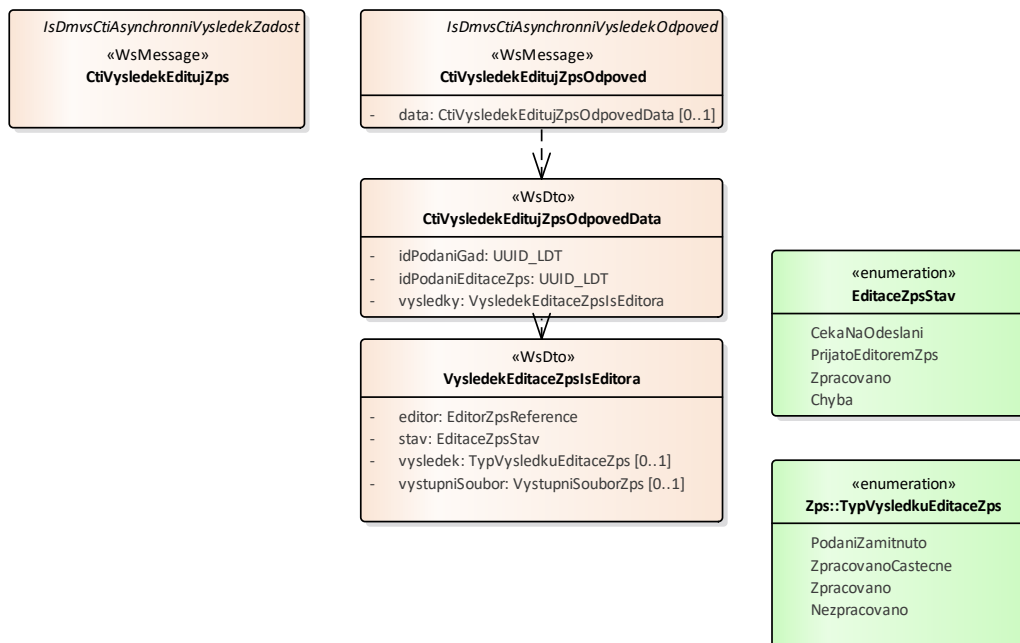 IsDmvsCtiAsynchronniVysledekZadost
«WsMessage»
CtiVysledekEditujZps
IsDmvsCtiAsynchronniVysledekOdpoved
«WsMessage»
CtiVysledekEditujZpsOdpoved
- data: CtiVysledekEditujZpsOdpovedData [0..1]
«WsDto»
CtiVysledekEditujZpsOdpovedData
- idPodaniGad: UUID_LDT
- idPodaniEditaceZps: UUID_LDT
- vysledky: VysledekEditaceZpsIsEditora
«WsDto»
VysledekEditaceZpsIsEditora
- editor: EditorZpsReference
- stav: EditaceZpsStav
- vysledek: TypVysledkuEditaceZps [0..1]
- vystupniSoubor: VystupniSouborZps [0..1]
«enumeration»
EditaceZpsStav
CekaNaOdeslani
PrijatoEditoremZps
Zpracovano
Chyba
«enumeration»
Zps::TypVysledkuEditaceZps
PodaniZamitnuto
ZpracovanoCastecne
Zpracovano
Nezpracovano